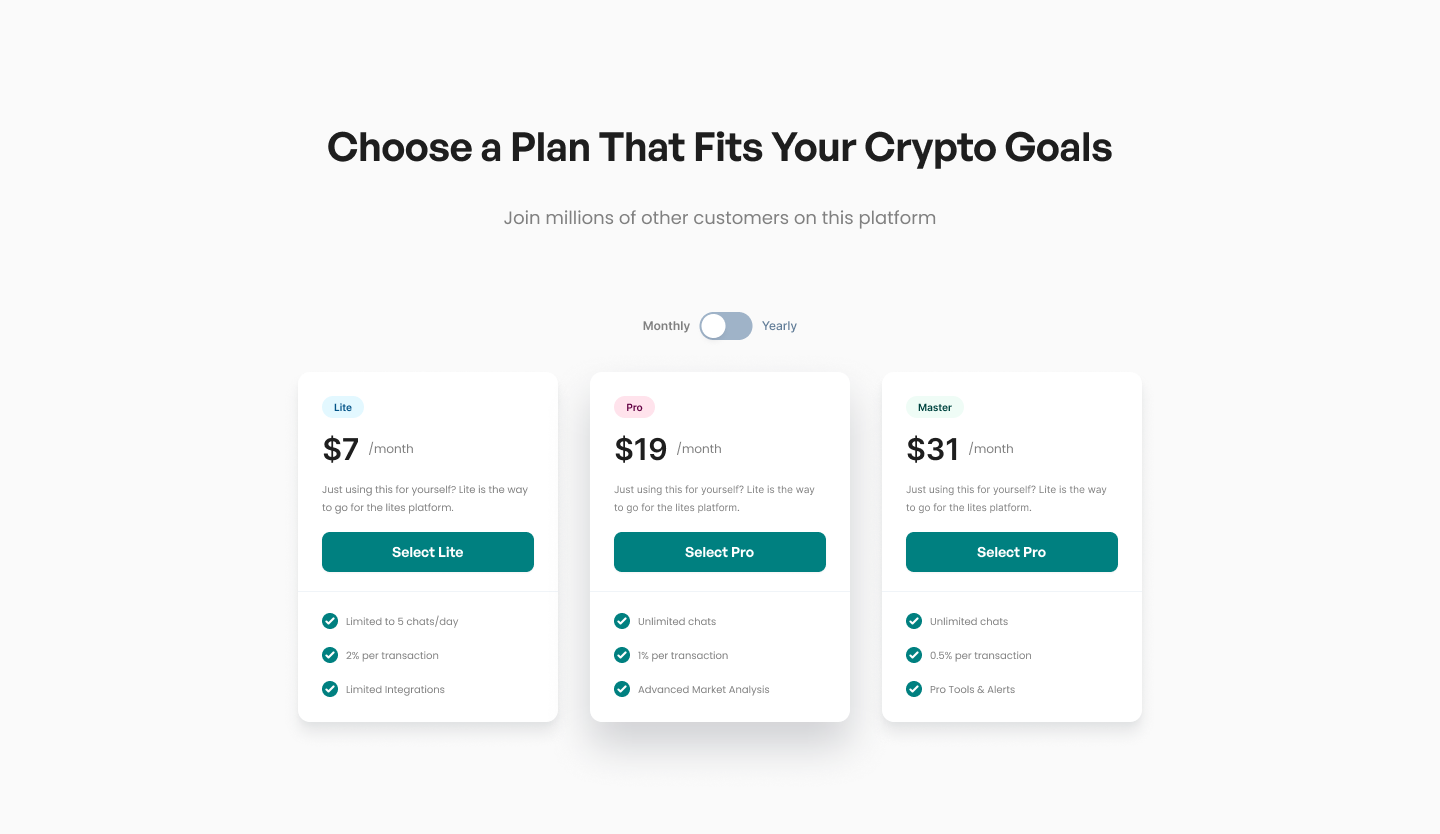 Choose a Plan That Fits Your Crypto Goals
Join millions of other customers on this platform
Monthly
Yearly
Lite
$7 /month
Just using this for yourself? Lite is the way
to go for the lites platform.
Select Lite
Limited to 5 chats/day
2% per transaction
Limited Integrations
Pro
$19 /month
Just using this for yourself? Lite is the way
to go for the lites platform.
Select Pro
Unlimited chats
1% per transaction
Advanced Market Analysis
Master
$31 /month
Just using this for yourself? Lite is the way
to go for the lites platform.
Select Pro
Unlimited chats
0.5% per transaction
Pro Tools & Alerts